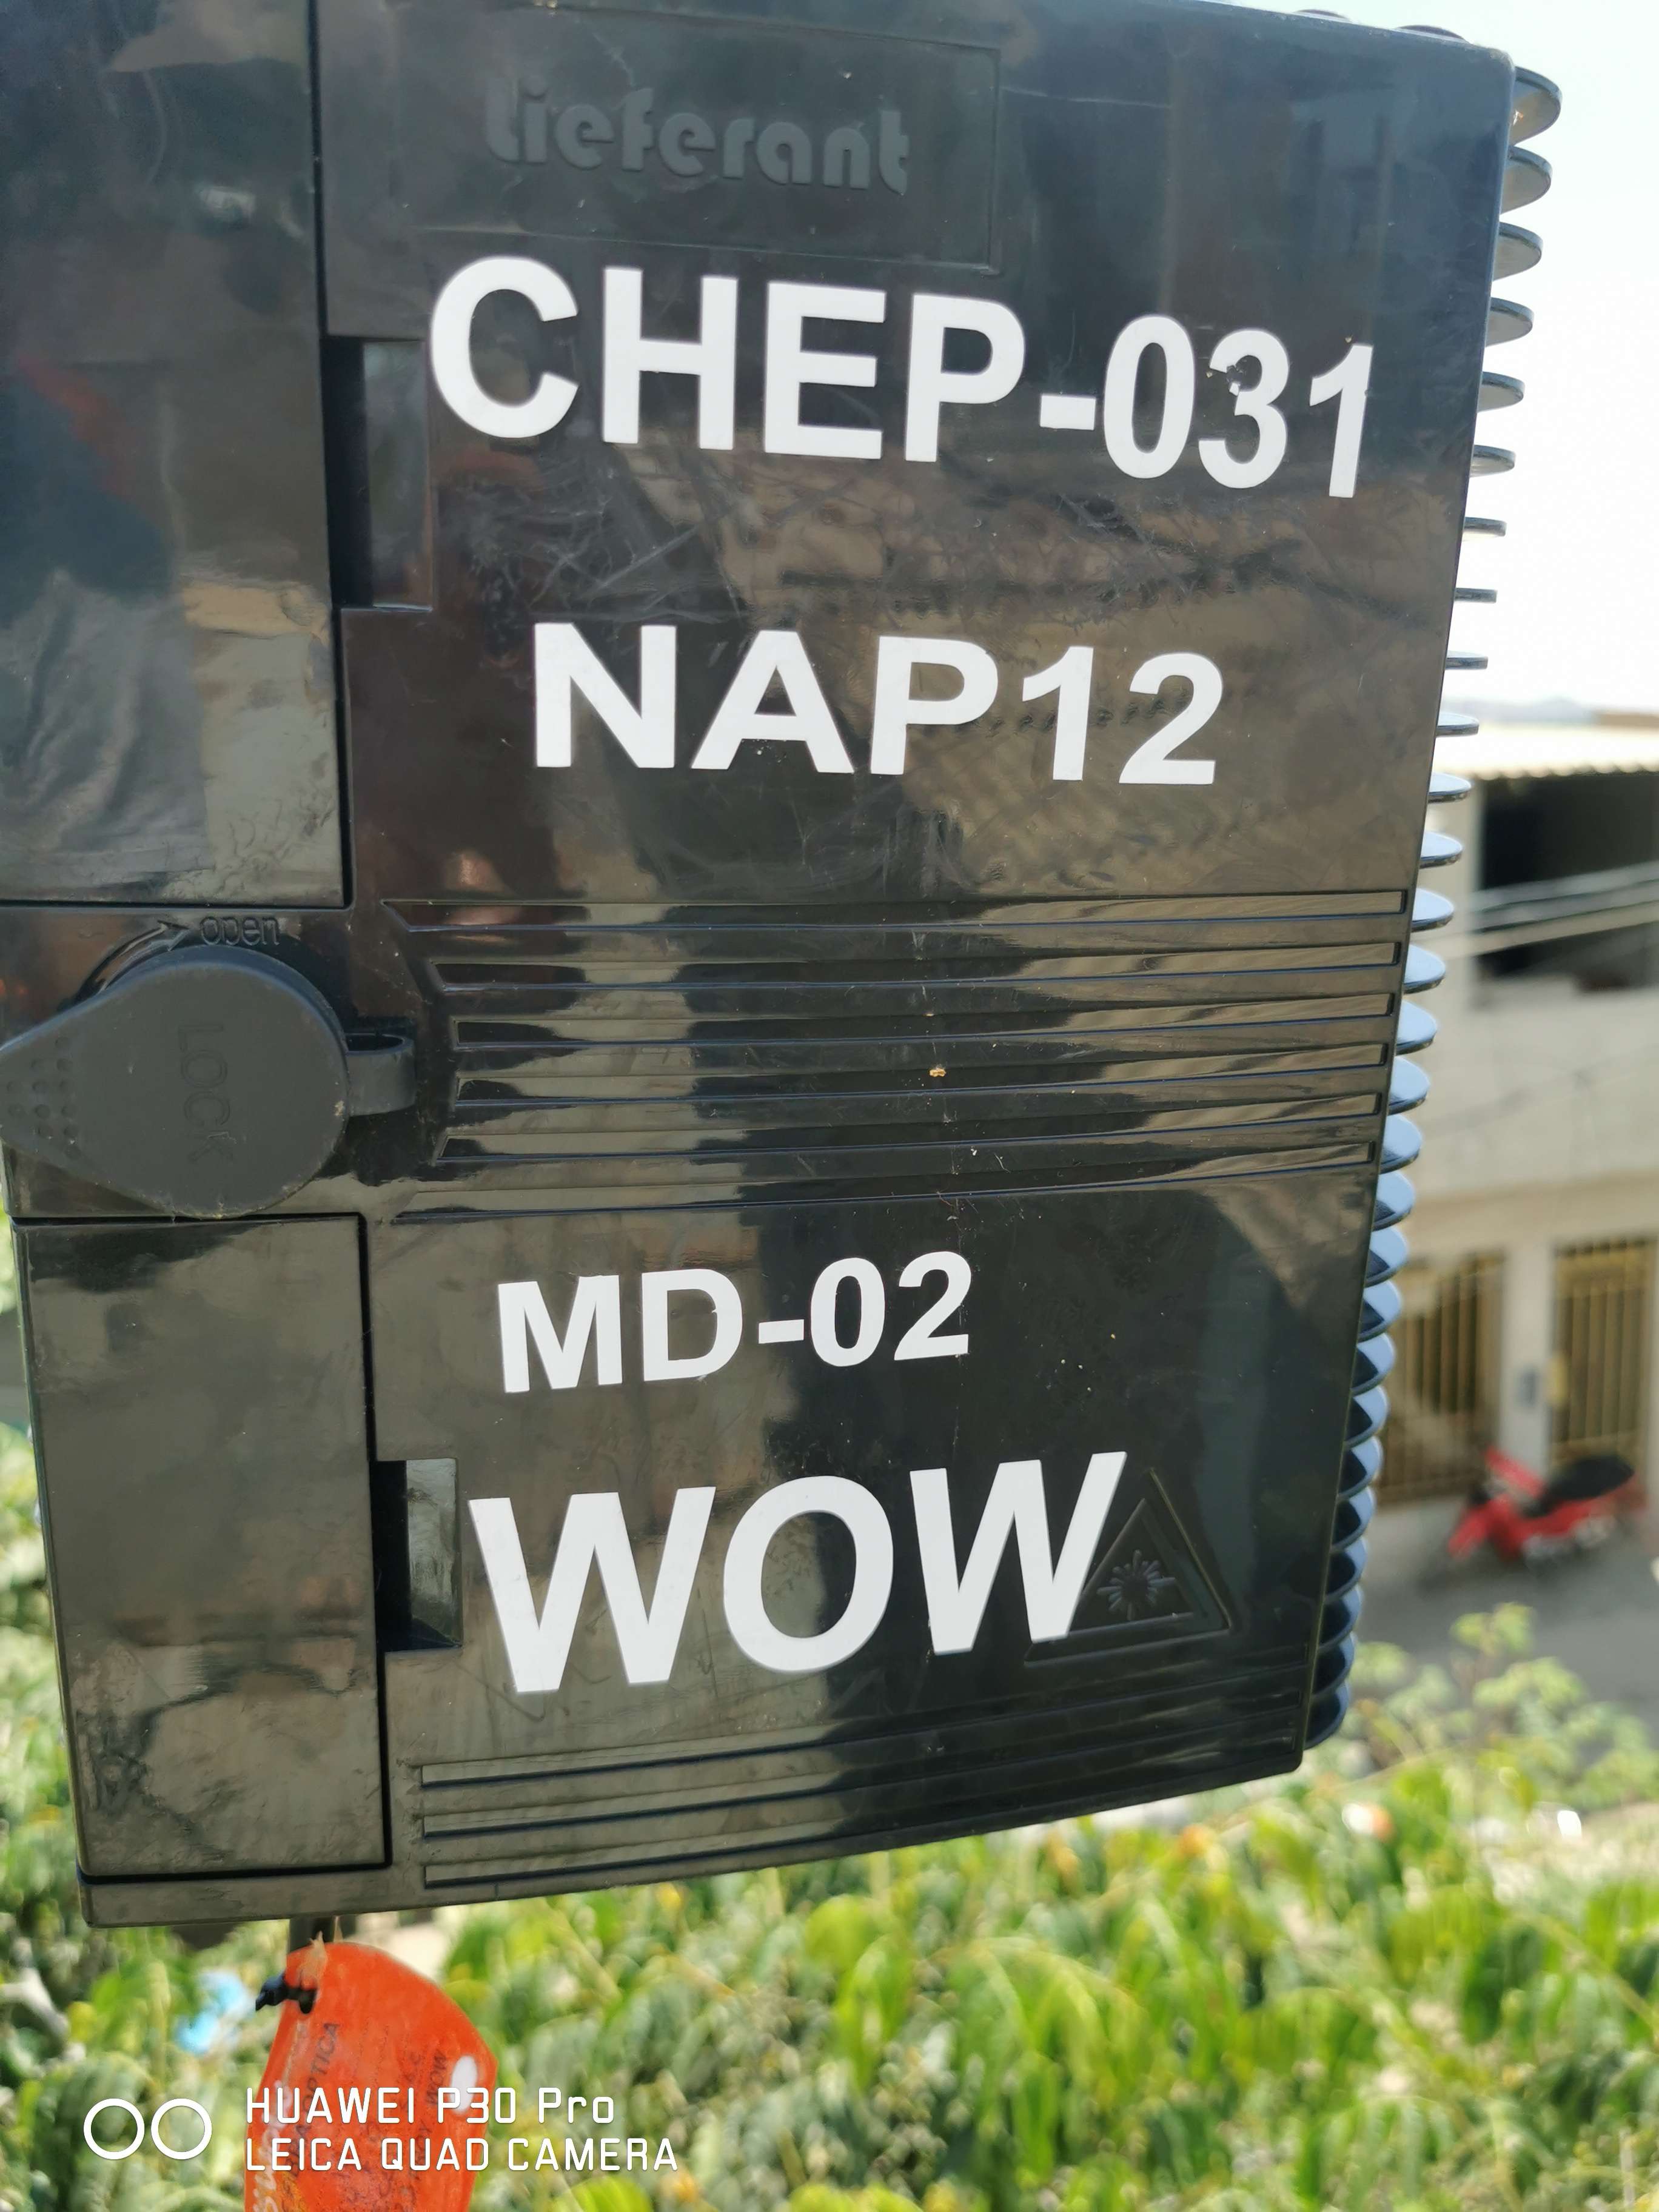 Lieferant
CHEP-031
NAP12
open
LOCK
MD-02
WOW
HUAWEI P30 Pro
LEICA QUAD CAMERA